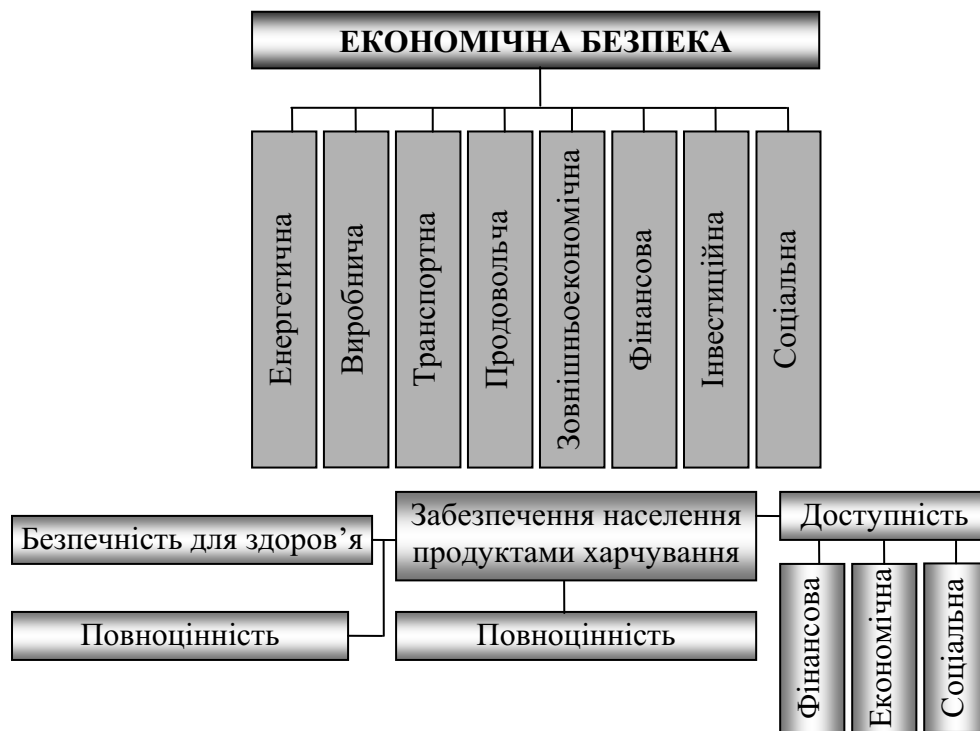 ЕКОНОМІЧНА БЕЗПЕКА
Енергетична
Виробнича
Транспортна
Продовольча
Зовнішньоекономічна
Фінансова
Інвестиційна
Соціальна
Безпечність для здоров’я
Забезпечення населення
продуктами харчування
Доступність
Повноцінність
Повноцінність
Фінансова
Економічна
Соціальна